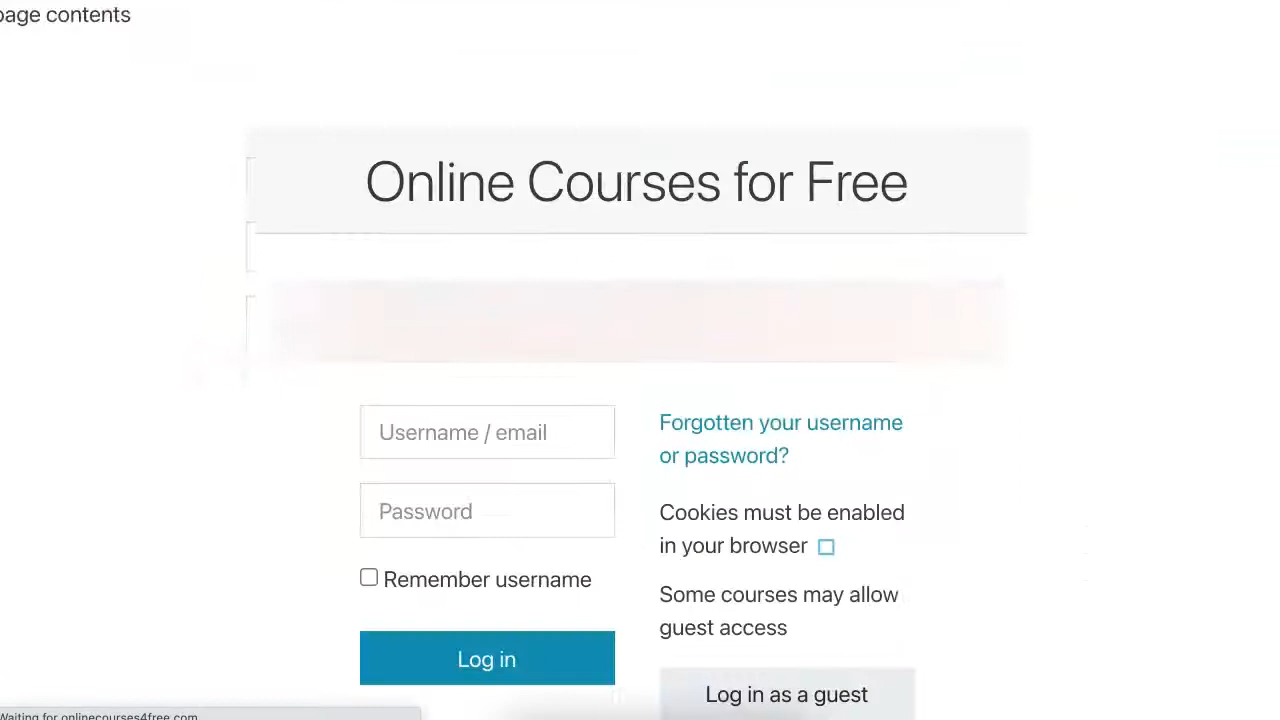 page contents
Online Courses for Free
Username / email
Forgotten your username
or password?
Password
Cookies must be enabled
in your browser
Remember username
Some courses may allow
guest access
Log in
Log in as a guest
Waiting for onlinecourses4free.com